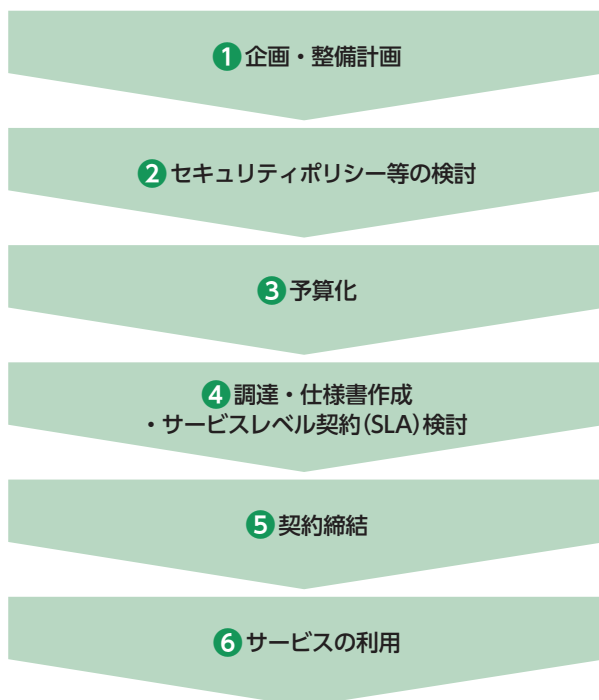 ❶企画・整備計画
❷セキュリティポリシー等の検討
❸予算化
❹調達・仕様書作成
・サービスレベル契約(SLA)検討
❺契約締結
❻サービスの利用